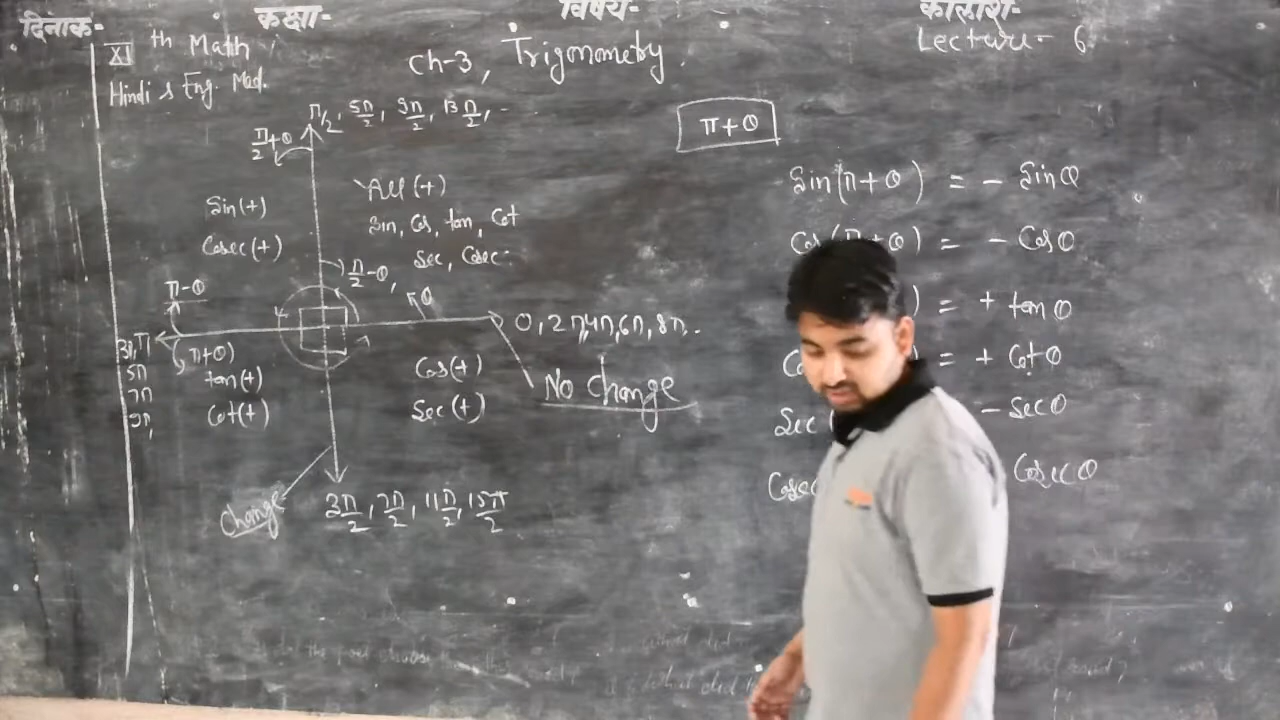 दिनांक-
कक्षा-
विषय-
कालांश-
XI th Math
Hindi & Eng. Med.
Ch-3, Trigonometry.
Lecture- 6
π/2, 5π/2, 9π/2, 13π/2, -
π/2+θ
π+θ
All (+)
Sin, Cos, tan, Cot
Sec, Cosec
Sin(+)
Cosec(+)
π/2-θ,
θ
π-θ
0, 2π, 4π, 6π, 8π..
No Change
π+θ)
3π, π
5π
7π
9π,
tan(+)
Cot(+)
Cos(+)
Sec(+)
Change
3π/2, 7π/2, 11π/2, 15π/2
Sin(π+θ) = - Sinθ
Cos(π+θ) = - Cosθ
) = + tanθ
= + Cotθ
Sec( - Secθ
Cosec( Cosecθ